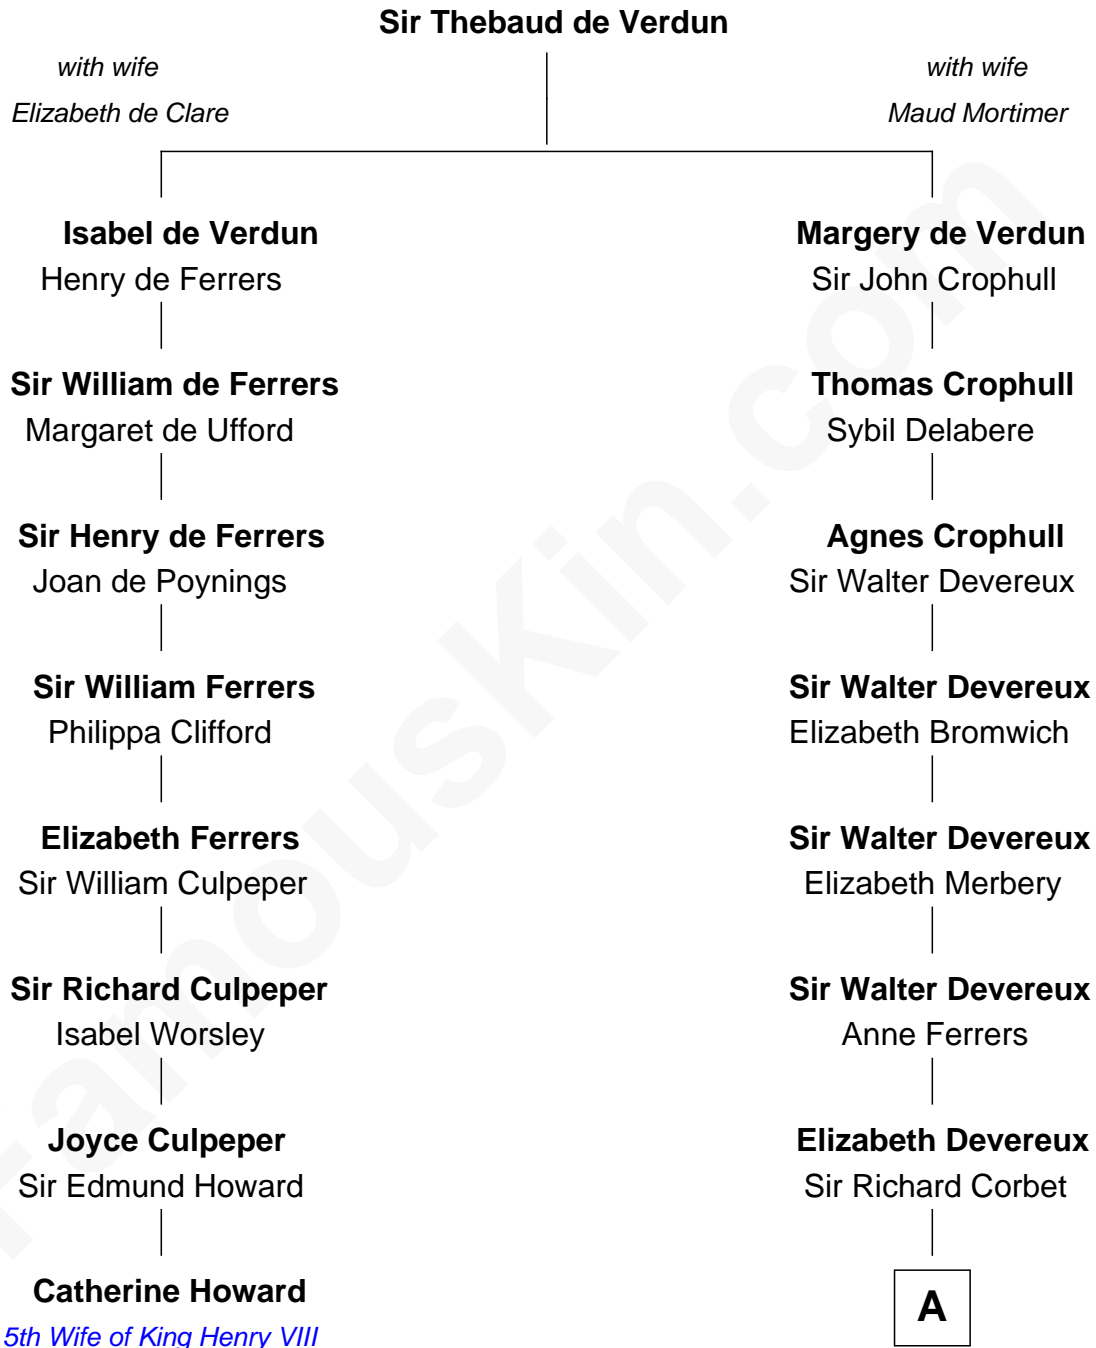 Sir Thebaud de Verdun
with wife
Elizabeth de Clare
with wife
Maud Mortimer
Isabel de Verdun
Henry de Ferrers
Margery de Verdun
Sir John Crophull
Sir William de Ferrers
Margaret de Ufford
Thomas Crophull
Sybil Delabere
Sir Henry de Ferrers
Joan de Poynings
Agnes Crophull
Sir Walter Devereux
Sir William Ferrers
Philippa Clifford
Sir Walter Devereux
Elizabeth Bromwich
Elizabeth Ferrers
Sir William Culpeper
Sir Walter Devereux
Elizabeth Merbery
Sir Richard Culpeper
Isabel Worsley
Sir Walter Devereux
Anne Ferrers
Joyce Culpeper
Sir Edmund Howard
Elizabeth Devereux
Sir Richard Corbet
Catherine Howard
5th Wife of King Henry VIII
A
FamousKin.com